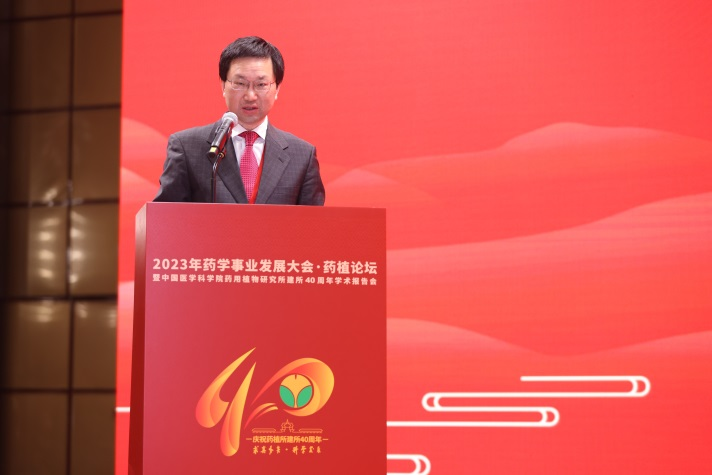 2023年药学事业发展大会·药植论坛
暨中国医学科学院药用植物研究所建所40周年学术报告会
40
庆祝药植所建所40周年